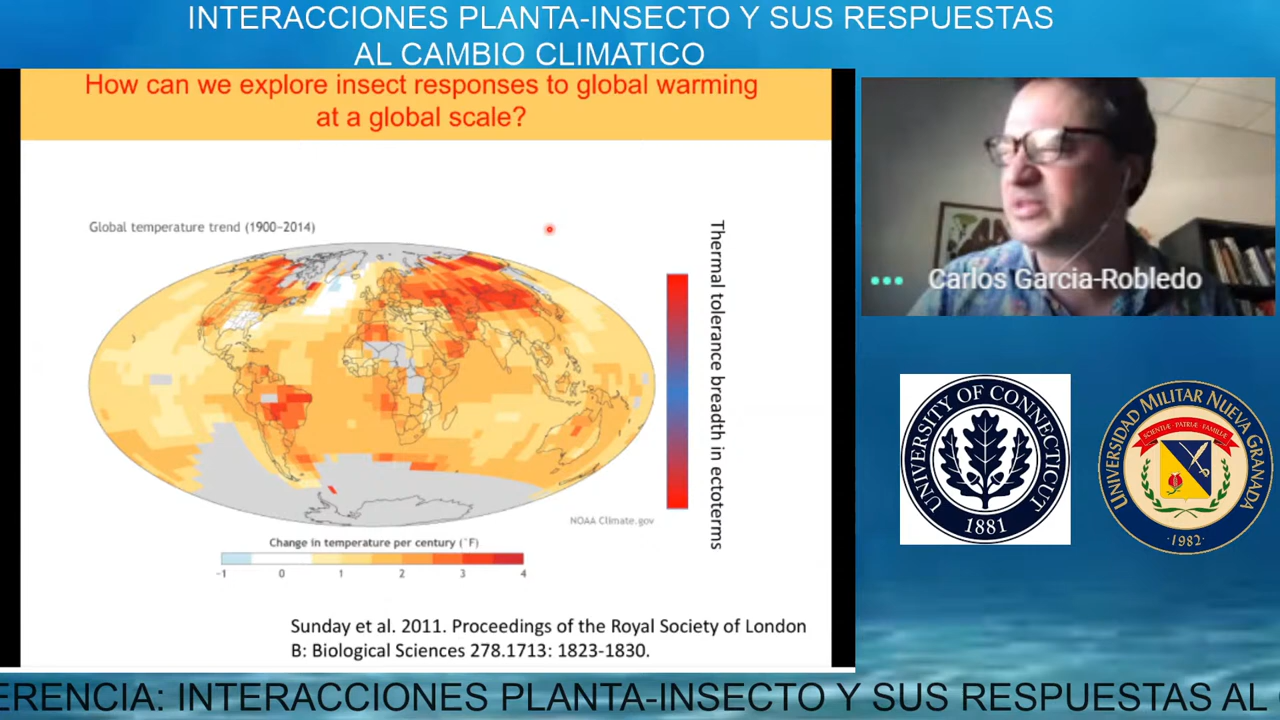 INTERACCIONES PLANTA-INSECTO Y SUS RESPUESTAS
AL CAMBIO CLIMATICO
How can we explore insect responses to global warming
at a global scale?
Global temperature trend (1900-2014)
Thermal tolerance breadth in ectoterms
NOAA Climate.gov
Change in temperature per century (°F)
-1 0 1 2 3 4
Sunday et al. 2011. Proceedings of the Royal Society of London
B: Biological Sciences 278.1713: 1823-1830.
Carlos Garcia-Robledo
UNIVERSITY OF CONNECTICUT
1881
UNIVERSIDAD MILITAR NUEVA GRANADA
SCIENTIÆ - PATRIÆ - FAMILIÆ
·1982·
ERENCIA: INTERACCIONES PLANTA-INSECTO Y SUS RESPUESTAS AL